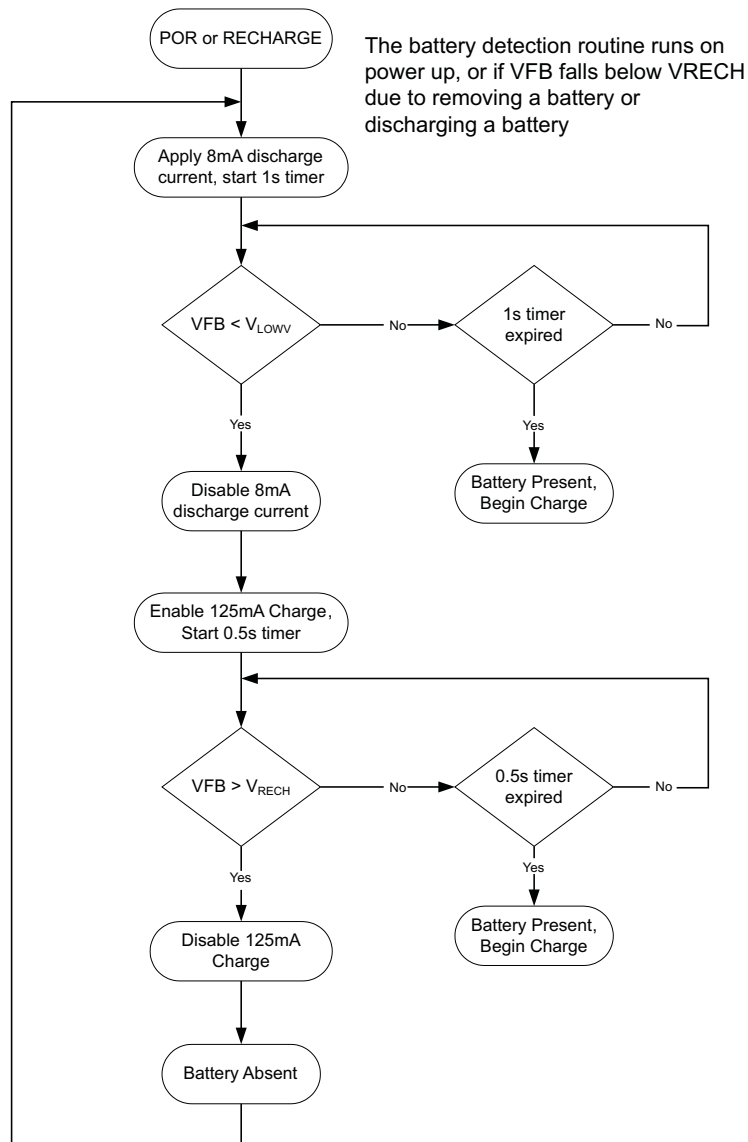 POR or RECHARGE
The battery detection routine runs on
power up, or if VFB falls below VRECH
due to removing a battery or
discharging a battery
Apply 8mA discharge
current, start 1s timer
VFB < VLOWV
No
1s timer
expired
No
Yes
Yes
Disable 8mA
discharge current
Battery Present,
Begin Charge
Enable 125mA Charge,
Start 0.5s timer
VFB > VRECH
No
0.5s timer
expired
No
Yes
Yes
Disable 125mA
Charge
Battery Present,
Begin Charge
Battery Absent